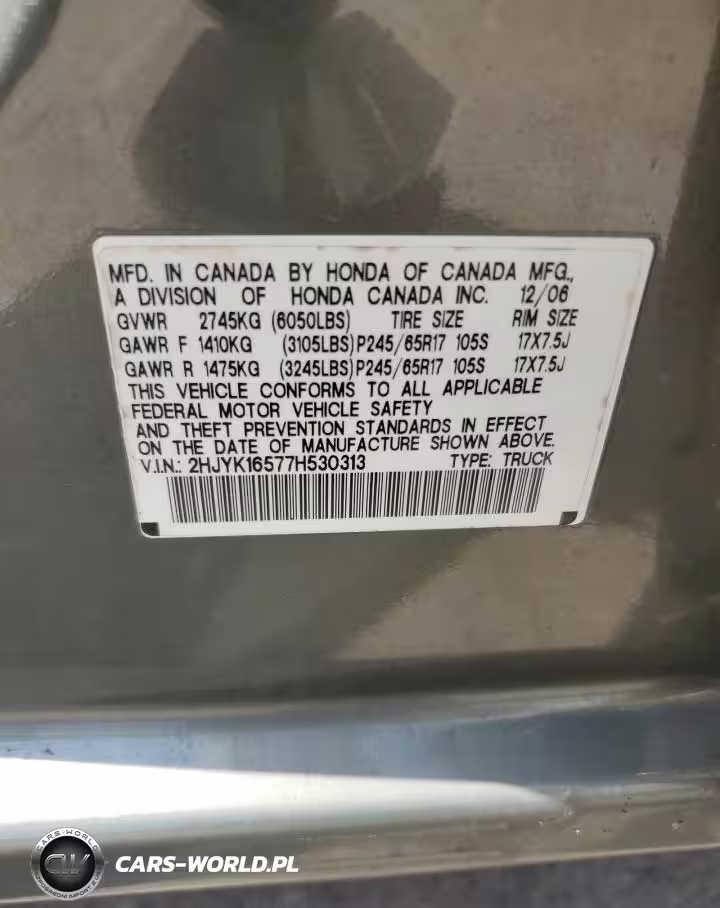 MFD. IN CANADA BY HONDA OF CANADA MFG.,
A DIVISION OF HONDA CANADA INC. 12/06
GVWR 2745KG (6050LBS) TIRE SIZE RIM SIZE
GAWR F 1410KG (3105LBS) P245/65R17 105S 17X7.5J
GAWR R 1475KG (3245LBS) P245/65R17 105S 17X7.5J
THIS VEHICLE CONFORMS TO ALL APPLICABLE
FEDERAL MOTOR VEHICLE SAFETY
AND THEFT PREVENTION STANDARDS IN EFFECT
ON THE DATE OF MANUFACTURE SHOWN ABOVE.
V.I.N.: 2HJYK16577H530313 TYPE: TRUCK
CARS-WORLD
CW
CARS-WORLD.PL